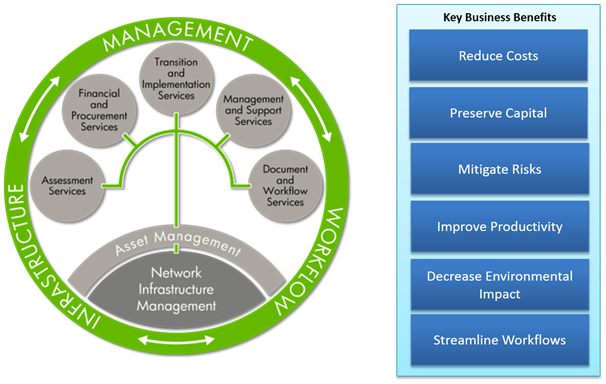 MANAGEMENT
INFRASTRUCTURE
WORKFLOW
Assessment
Services
Financial
and
Procurement
Services
Transition
and
Implementation
Services
Management
and Support
Services
Document
and
Workflow
Services
Asset Management
Network
Infrastructure
Management
Key Business Benefits
Reduce Costs
Preserve Capital
Mitigate Risks
Improve Productivity
Decrease Environmental
Impact
Streamline Workflows